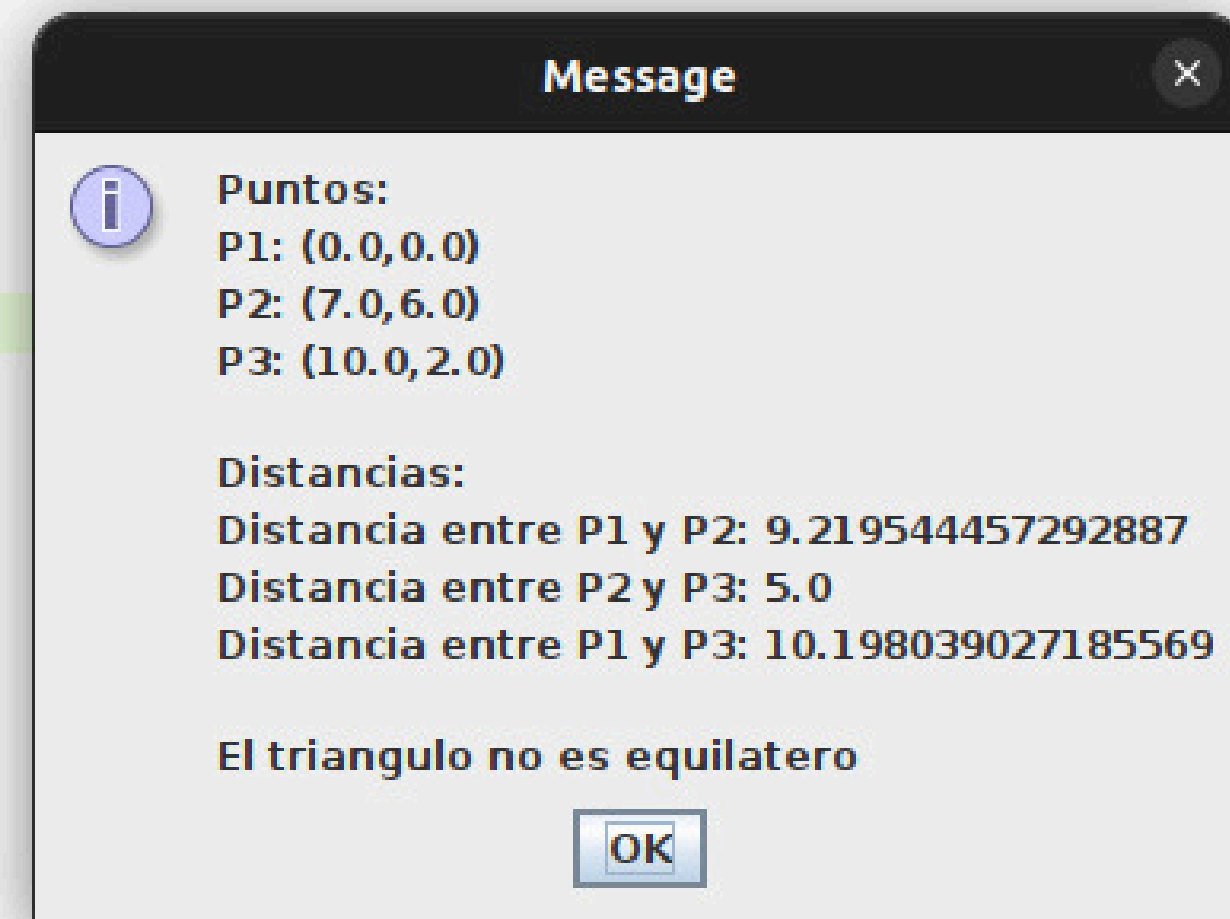 Message
Puntos:
P1: (0.0,0.0)
P2: (7.0,6.0)
P3: (10.0,2.0)
Distancias:
Distancia entre P1 y P2: 9.219544457292887
Distancia entre P2 y P3: 5.0
Distancia entre P1 y P3: 10.198039027185569
El triangulo no es equilatero
OK